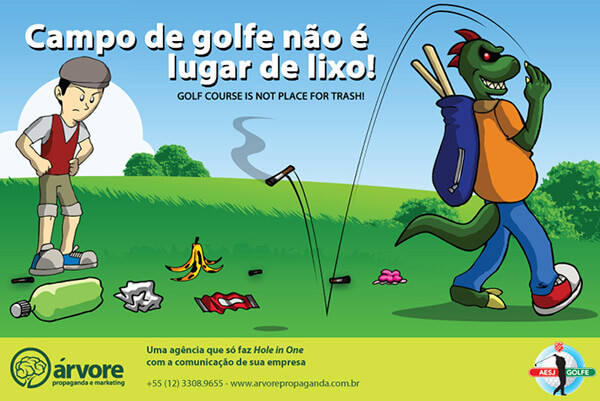 Campo de golfe não é
lugar de lixo!
GOLF COURSE IS NOT PLACE FOR TRASH!
árvore
propaganda e marketing
Uma agência que só faz Hole in One
com a comunicação de sua empresa
+55 (12) 3308.9655 - www.arvorepropaganda.com.br
AESJ GOLFE